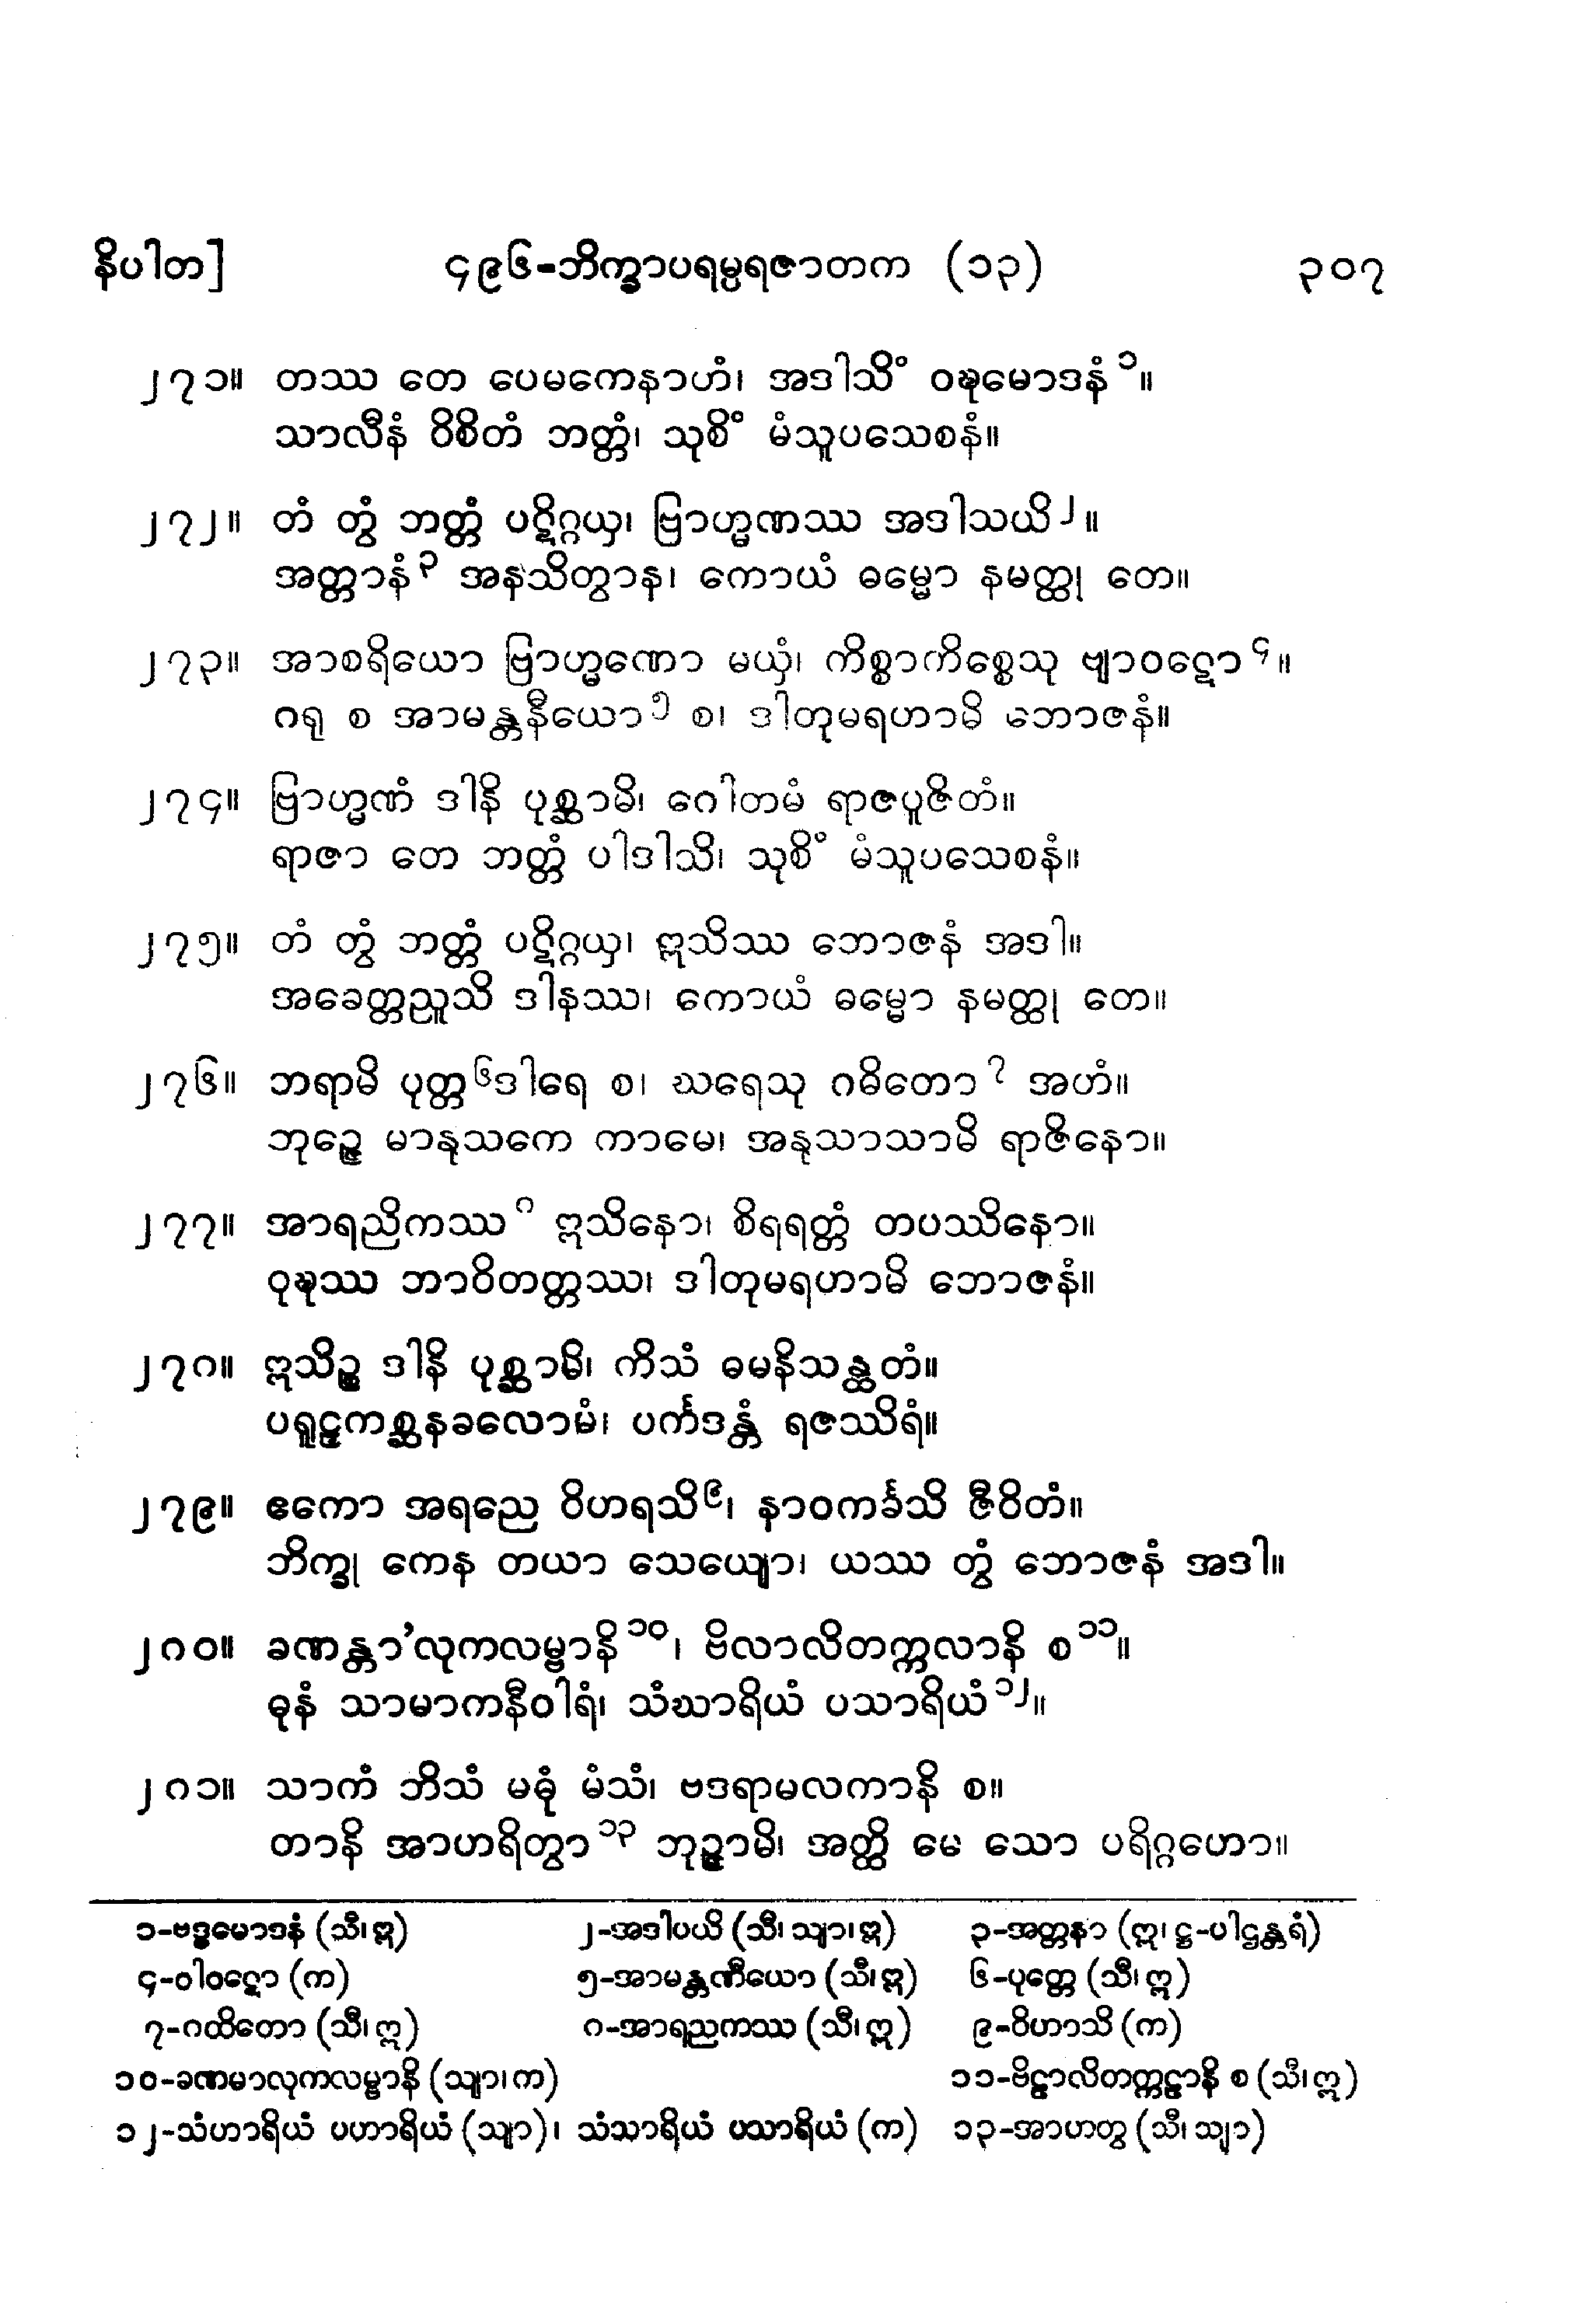 နိပါတ] ၄၉၆-ဘိက္ခာပရမ္ပရဇာတက (၁၃) ၃၀၇
၂၇၁။ တဿ တေ ပေမကေနာဟံ၊ အဒါသိံ ဝဍ္ဎမောဒနံ ၁။
သာလီနံ ဝိစိတံ ဘတ္တံ၊ သုစိံ မံသူပသေစနံ။
၂၇၂။ တံ တွံ ဘတ္တံ ပဋိဂ္ဂယှ၊ ဗြာဟ္မဏဿ အဒါသယိ ၂။
အတ္တာနံ ၃ အနသိတွာန၊ ကောယံ ဓမ္မော နမတ္ထု တေ။
၂၇၃။ အာစရိယော ဗြာဟ္မဏော မယှံ၊ ကိစ္စာကိစ္စေသု ဗျာဝဋော ၄။
ဂရု စ အာမန္တနီယော ၅ စ၊ ဒါတုမရဟာမိ ဘောဇနံ။
၂၇၄။ ဗြာဟ္မဏံ ဒါနိ ပုစ္ဆာမိ၊ ဂေါတမံ ရာဇပူဇိတံ။
ရာဇာ တေ ဘတ္တံ ပါဒါသိ၊ သုစိံ မံသူပသေစနံ။
၂၇၅။ တံ တွံ ဘတ္တံ ပဋိဂ္ဂယှ၊ ဣသိဿ ဘောဇနံ အဒါ။
အခေတ္တညူသိ ဒါနဿ၊ ကောယံ ဓမ္မော နမတ္ထု တေ။
၂၇၆။ ဘရာမိ ပုတ္တ ၆ ဒါရေ စ၊ ဃရေသု ဂဓိတော ၇ အဟံ။
ဘုဉ္ဇေ မာနုသကေ ကာမေ၊ အနုသာသာမိ ရာဇိနော။
၂၇၇။ အာရညိကဿ ၈ ဣသိနော၊ စိရရတ္တံ တပဿိနော။
ဝုဍ္ဎဿ ဘာဝိတတ္တဿ၊ ဒါတုမရဟာမိ ဘောဇနံ။
၂၇၈။ ဣသိဉ္စ ဒါနိ ပုစ္ဆာမိ၊ ကိသံ ဓမနိသန္ထတံ။
ပရူဠှကစ္ဆနခလောမံ၊ ပင်္ကဒန္တံ ရဇဿိရံ။
၂၇၉။ ဧကော အရညေ ဝိဟရသိ ၉၊ နာဝကင်္ခသိ ဇီဝိတံ။
ဘိက္ခု ကေန တယာ သေယျော၊ ယဿ တွံ ဘောဇနံ အဒါ။
၂၈၀။ ခဏန္တာ’လုကလမ္ဗာနိ ၁၀၊ ဗိလာလိတက္ကလာနိ စ ၁၁။
ဓုနံ သာမာကနီဝါရံ၊ သံဃာရိယံ ပသာရိယံ ၁၂။
၂၈၁။ သာကံ ဘိသံ မဓုံ မံသံ၊ ဗဒရာမလကာနိ စ။
တာနိ အာဟရိတွာ ၁၃ ဘုဉ္ဇာမိ၊ အတ္ထိ မေ သော ပရိဂ္ဂဟော။
၁-ဗဒ္ဓမောဒနံ (သီ၊ ဣ) ၂-အဒါပယိ (သီ၊ သျာ၊ ဣ) ၃-အတ္တနာ (ဣ၊ ဋ္ဌ-ပါဌန္တရံ)
၄-ဝါဝဋော (က) ၅-အာမန္တဏီယော (သီ၊ ဣ) ၆-ပုတ္တေ (သီ၊ ဣ)
၇-ဂထိတော (သီ၊ ဣ) ၈-အာရညကဿ (သီ၊ ဣ) ၉-ဝိဟာသိ (က)
၁၀-ခဏမာလုကလမ္ဗာနိ (သျာ၊ က) ၁၁-ဗိဠာလိတက္ကဠာနိ စ (သီ၊ ဣ)
၁၂-သံဟာရိယံ ပဟာရိယံ (သျာ)၊ သံသာရိယံ ပသာရိယံ (က) ၁၃-အာဟတွ (သီ၊ သျာ)